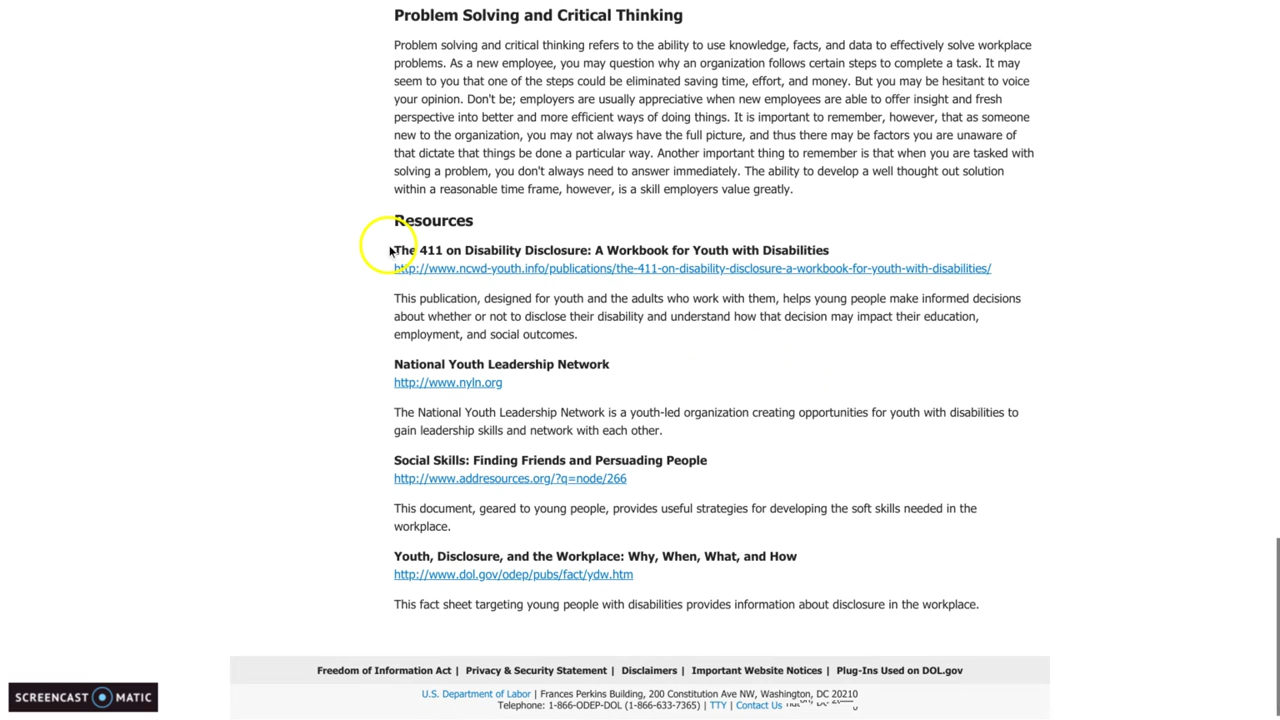 Problem Solving and Critical Thinking
Problem solving and critical thinking refers to the ability to use knowledge, facts, and data to effectively solve workplace
problems. As a new employee, you may question why an organization follows certain steps to complete a task. It may
seem to you that one of the steps could be eliminated saving time, effort, and money. But you may be hesitant to voice
your opinion. Don't be; employers are usually appreciative when new employees are able to offer insight and fresh
perspective into better and more efficient ways of doing things. It is important to remember, however, that as someone
new to the organization, you may not always have the full picture, and thus there may be factors you are unaware of
that dictate that things be done a particular way. Another important thing to remember is that when you are tasked with
solving a problem, you don't always need to answer immediately. The ability to develop a well thought out solution
within a reasonable time frame, however, is a skill employers value greatly.
Resources
The 411 on Disability Disclosure: A Workbook for Youth with Disabilities
http://www.ncwd-youth.info/publications/the-411-on-disability-disclosure-a-workbook-for-youth-with-disabilities/
This publication, designed for youth and the adults who work with them, helps young people make informed decisions
about whether or not to disclose their disability and understand how that decision may impact their education,
employment, and social outcomes.
National Youth Leadership Network
http://www.nyln.org
The National Youth Leadership Network is a youth-led organization creating opportunities for youth with disabilities to
gain leadership skills and network with each other.
Social Skills: Finding Friends and Persuading People
http://www.addresources.org/?q=node/266
This document, geared to young people, provides useful strategies for developing the soft skills needed in the
workplace.
Youth, Disclosure, and the Workplace: Why, When, What, and How
http://www.dol.gov/odep/pubs/fact/ydw.htm
This fact sheet targeting young people with disabilities provides information about disclosure in the workplace.
Freedom of Information Act | Privacy & Security Statement | Disclaimers | Important Website Notices | Plug-Ins Used on DOL.gov
U.S. Department of Labor | Frances Perkins Building, 200 Constitution Ave NW, Washington, DC 20210
Telephone: 1-866-ODEP-DOL (1-866-633-7365) | TTY | Contact Us
SCREENCAST MATIC